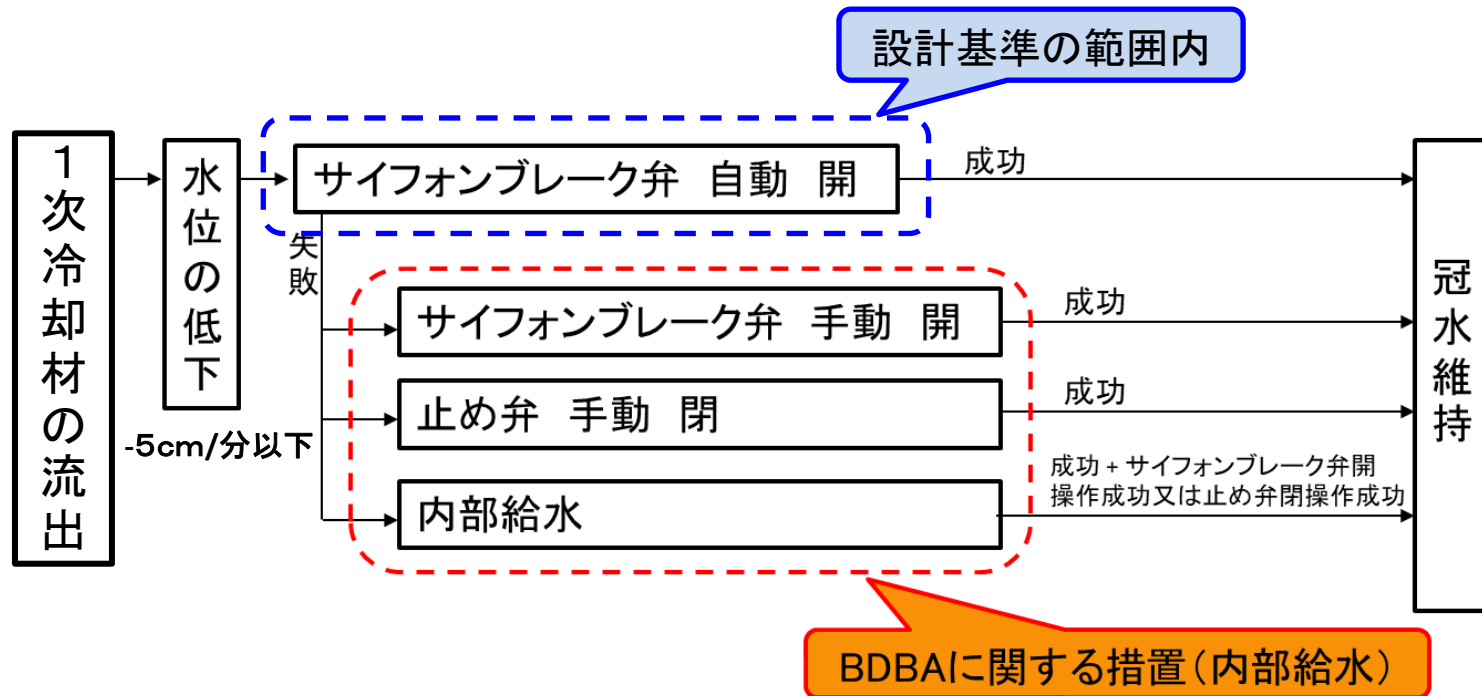 設計基準の範囲内
1次冷却材の流出
水位の低下
サイフォンブレーク弁　自動　開
成功
失敗
サイフォンブレーク弁　手動　開
成功
止め弁　手動　閉
成功
-5cm/分以下
内部給水
成功 + サイフォンブレーク弁開
操作成功又は止め弁閉操作成功
冠水維持
BDBAに関する措置（内部給水）